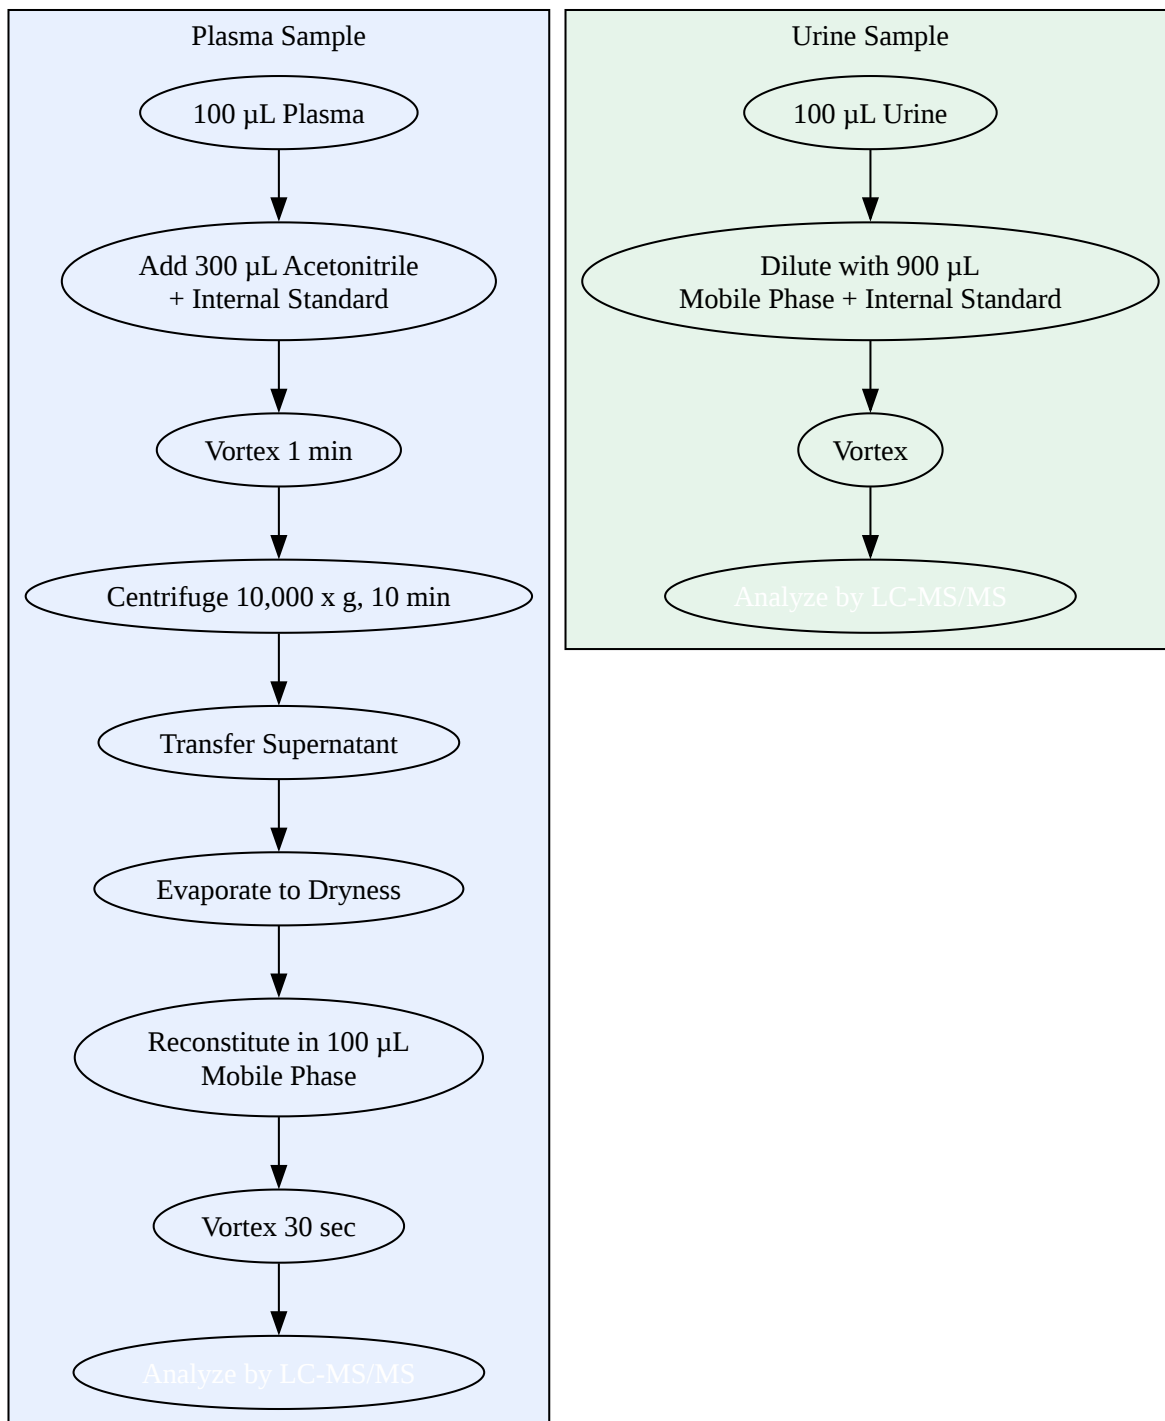 Plasma Sample
100 µL Plasma
Add 300 µL Acetonitrile
+ Internal Standard
Vortex 1 min
Centrifuge 10,000 x g, 10 min
Transfer Supernatant
Evaporate to Dryness
Reconstitute in 100 µL
Mobile Phase
Vortex 30 sec
Analyze by LC-MS/MS
Urine Sample
100 µL Urine
Dilute with 900 µL
Mobile Phase + Internal Standard
Vortex
Analyze by LC-MS/MS